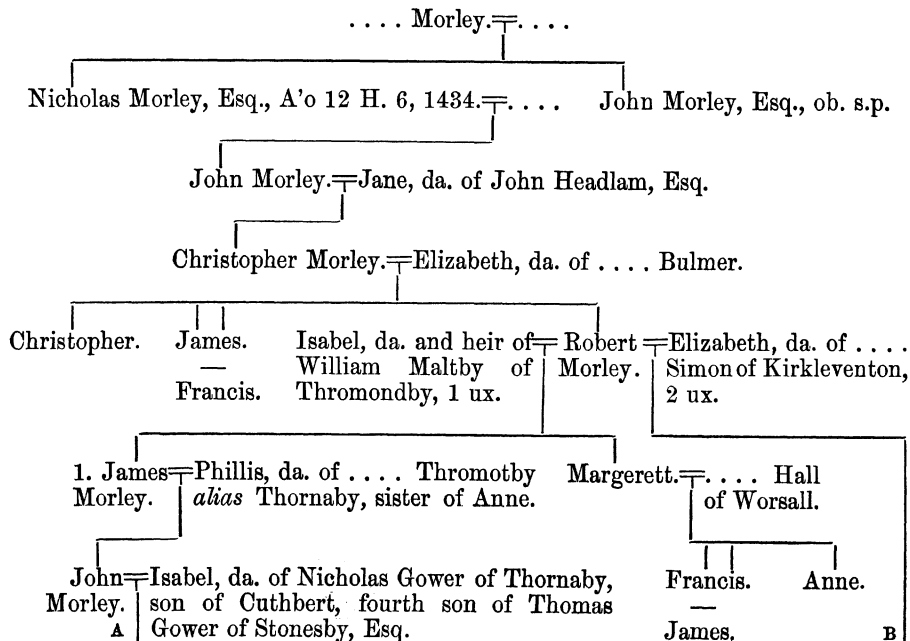 .... Morley.=....
Nicholas Morley, Esq., A'o 12 H. 6, 1434.=.... John Morley, Esq., ob. s.p.
John Morley.=Jane, da. of John Headlam, Esq.
Christopher Morley.=Elizabeth, da. of .... Bulmer.
Christopher. James. Isabel, da. and heir of= Robert =Elizabeth, da. of ....
— William Maltby of Morley. Simon of Kirkleventon,
Francis. Thromondby, 1 ux. 2 ux.
1. James=Phillis, da. of .... Thromotby Margerett.=.... Hall
Morley. alias Thornaby, sister of Anne. of Worsall.
John=Isabel, da. of Nicholas Gower of Thornaby, Francis. Anne.
Morley. son of Cuthbert, fourth son of Thomas —
A Gower of Stonesby, Esq. James. B